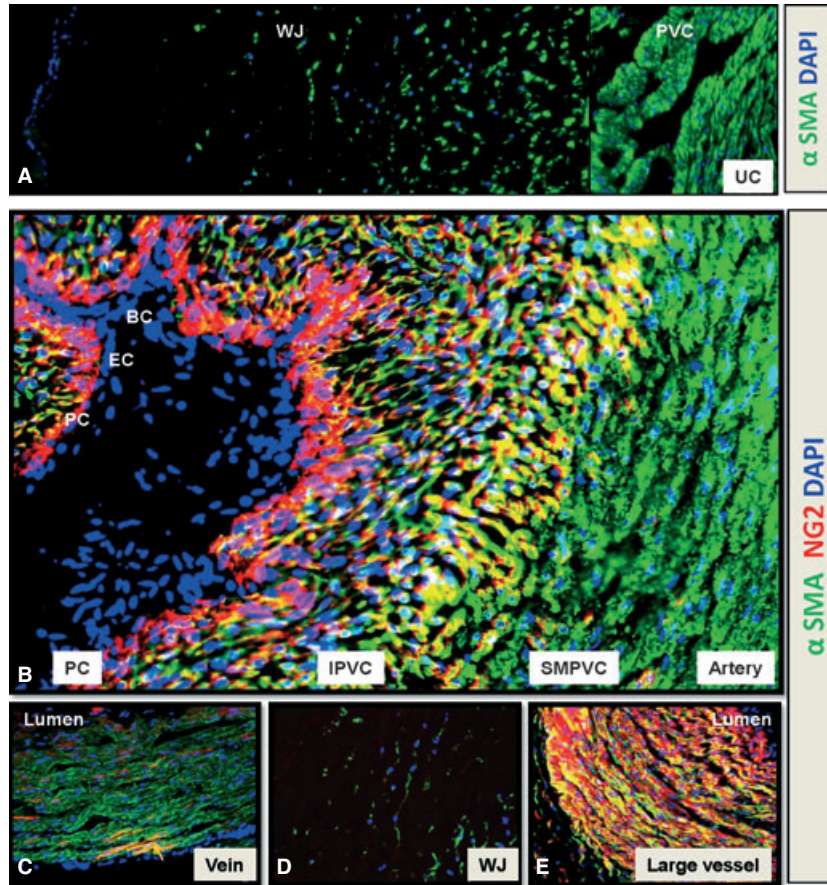 WJ
PVC
A
UC
α SMA DAPI
BC
EC
PC
B
PC
IPVC
SMPVC
Artery
α SMA NG2 DAPI
Lumen
C
Vein
D
WJ
Lumen
E
Large vessel